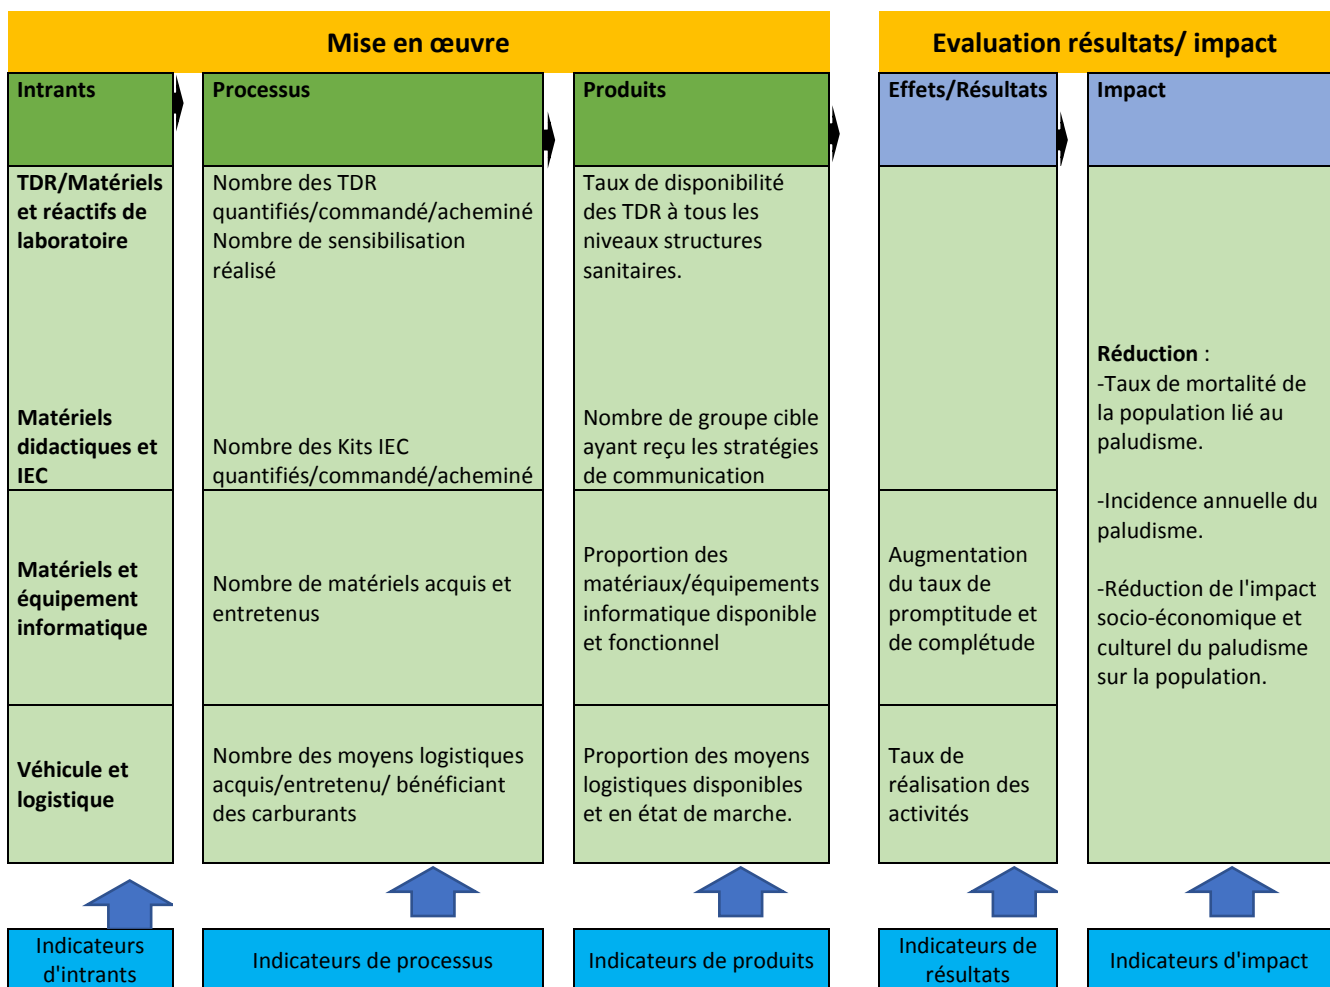 Mise en œuvre
Evaluation résultats/ impact
Intrants
Processus
Produits
Effets/Résultats
Impact
TDR/Matériels
et réactifs de
laboratoire
Nombre des TDR
quantifiés/commandé/acheminé
Nombre de sensibilisation
réalisé
Taux de disponibilité
des TDR à tous les
niveaux structures
sanitaires.
Matériels
didactiques et
IEC
Nombre des Kits IEC
quantifiés/commandé/acheminé
Nombre de groupe cible
ayant reçu les stratégies
de communication
Matériels et
équipement
informatique
Nombre de matériels acquis et
entretenus
Proportion des
matériaux/équipements
informatique disponible
et fonctionnel
Augmentation
du taux de
promptitude et
de complétude
Véhicule et
logistique
Nombre des moyens logistiques
acquis/entretenu/ bénéficiant
des carburants
Proportion des moyens
logistiques disponibles
et en état de marche.
Taux de
réalisation des
activités
Réduction :
-Taux de mortalité de
la population lié au
paludisme.
-Incidence annuelle du
paludisme.
-Réduction de l'impact
socio-économique et
culturel du paludisme
sur la population.
Indicateurs
d'intrants
Indicateurs de processus
Indicateurs de produits
Indicateurs de
résultats
Indicateurs d'impact